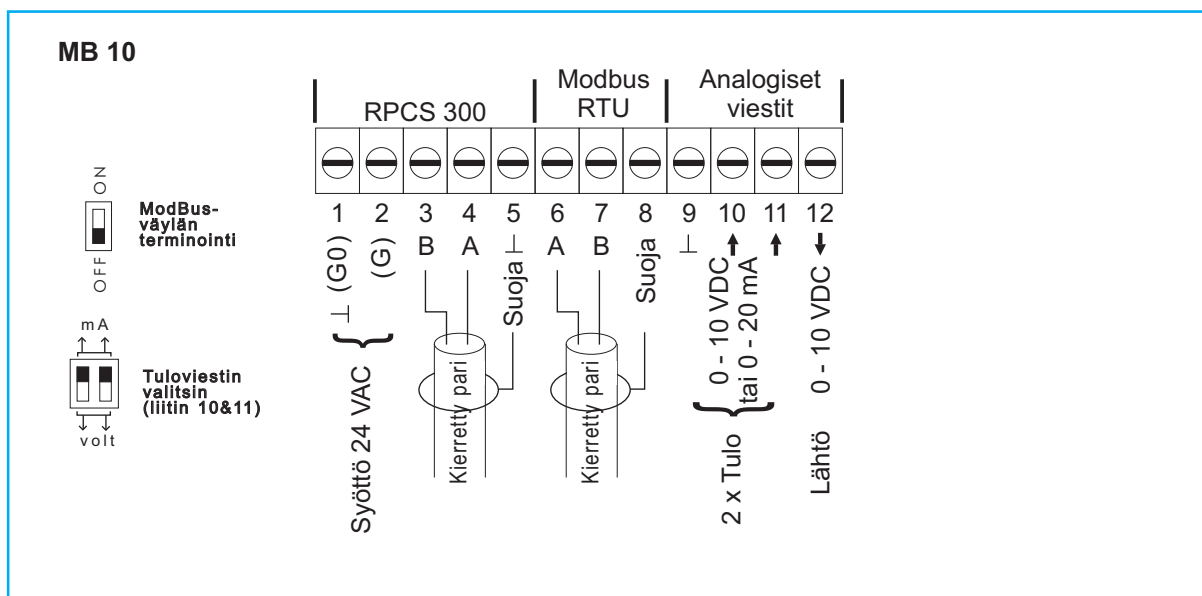 MB 10
RPCS 300
Modbus
RTU
Analogiset
viestit
1 2 3 4 5 6 7 8 9 10 11 12
⊥ (G0)
(G)
B
A
Suoja ⊥
A
B
Suoja
⊥
0 - 10 VDC
tai 0 - 20 mA
0 - 10 VDC
Syöttö 24 VAC
Kierretty pari
Kierretty pari
2 x Tulo
Lähtö
ON
OFF
ModBus-
väylän
terminointi
mA
volt
Tuloviestin
valitsin
(liitin 10&11)